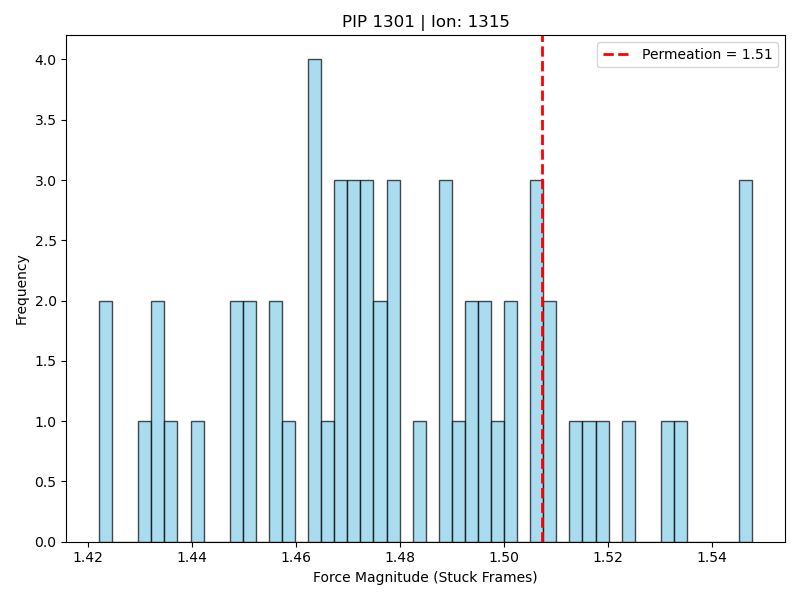 PIP 1301 | Ion: 1315
Permeation = 1.51
Frequency
4.0
3.5
3.0
2.5
2.0
1.5
1.0
0.5
0.0
1.42 1.44 1.46 1.48 1.50 1.52 1.54
Force Magnitude (Stuck Frames)